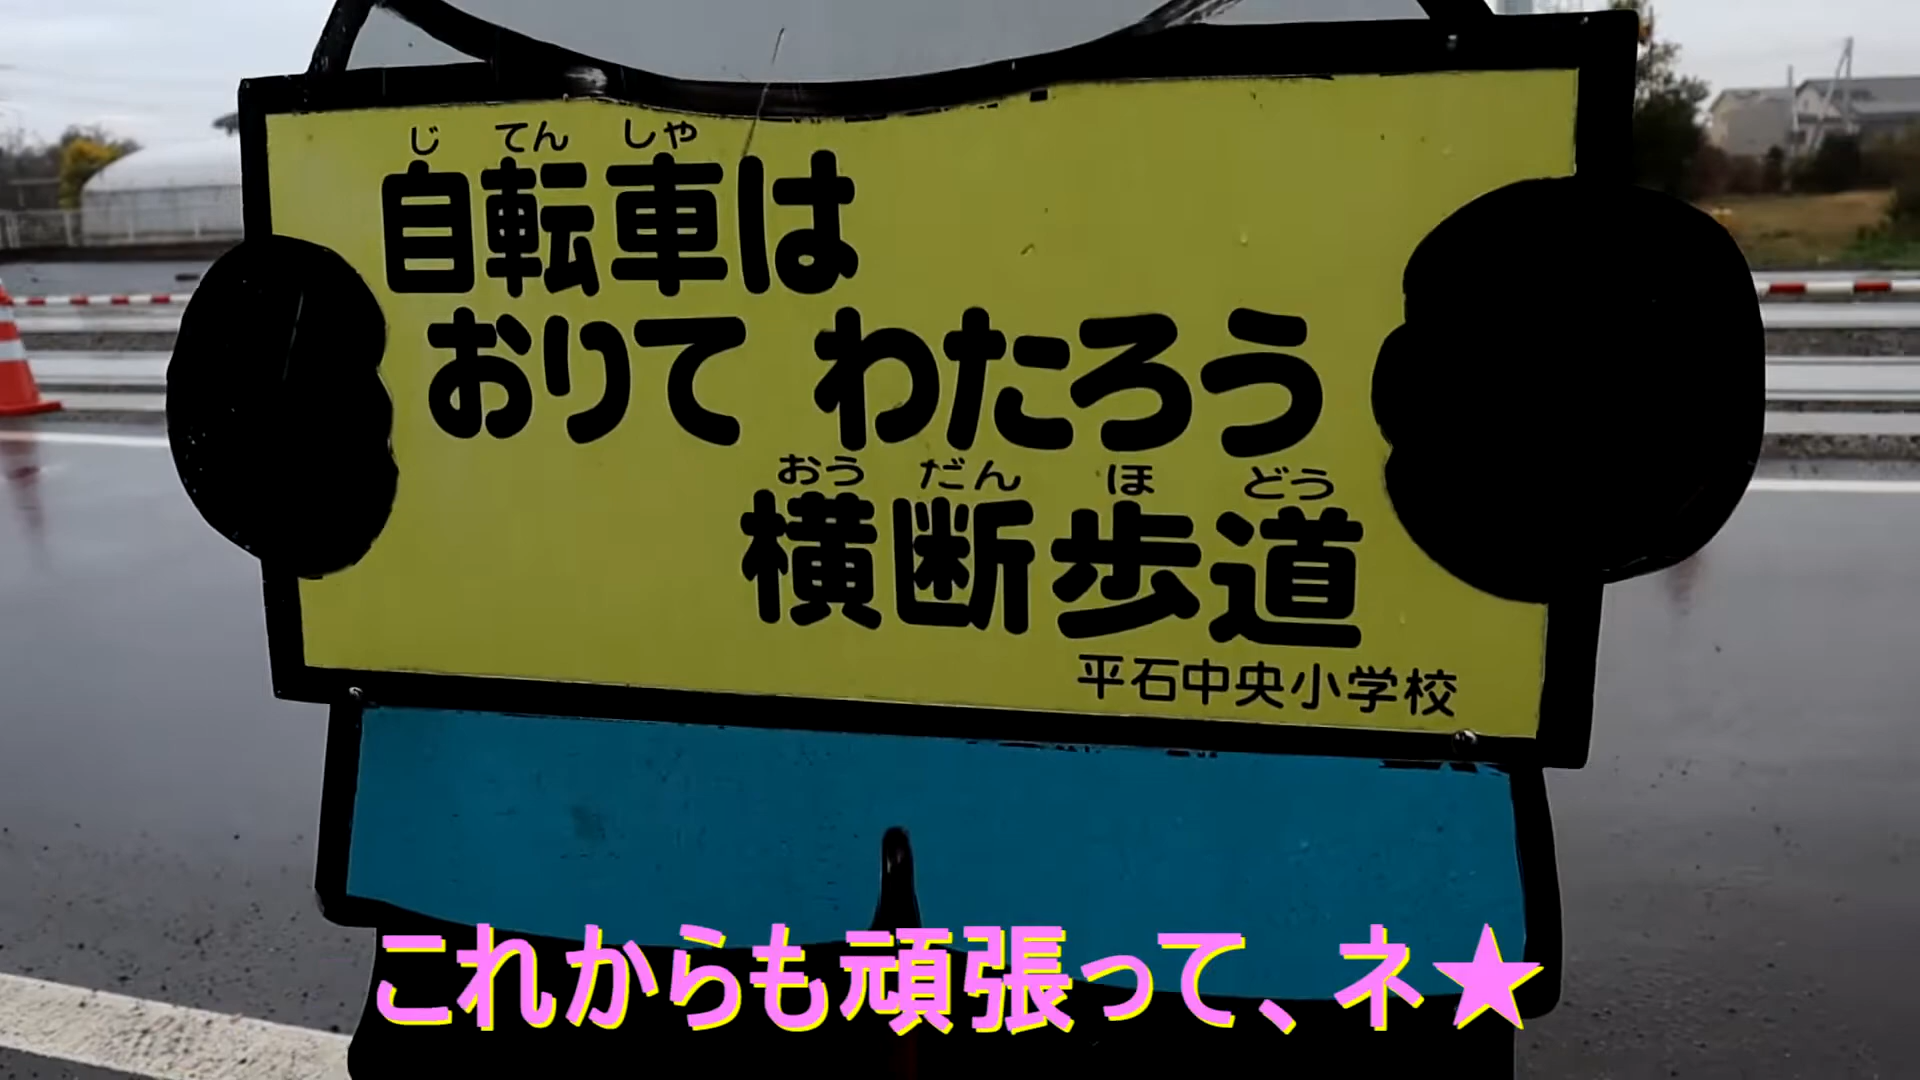 じ てん しゃ
自転車は
おりて わたろう
おう だん ほ どう
横断歩道
平石中央小学校
これからも頑張って、ネ★